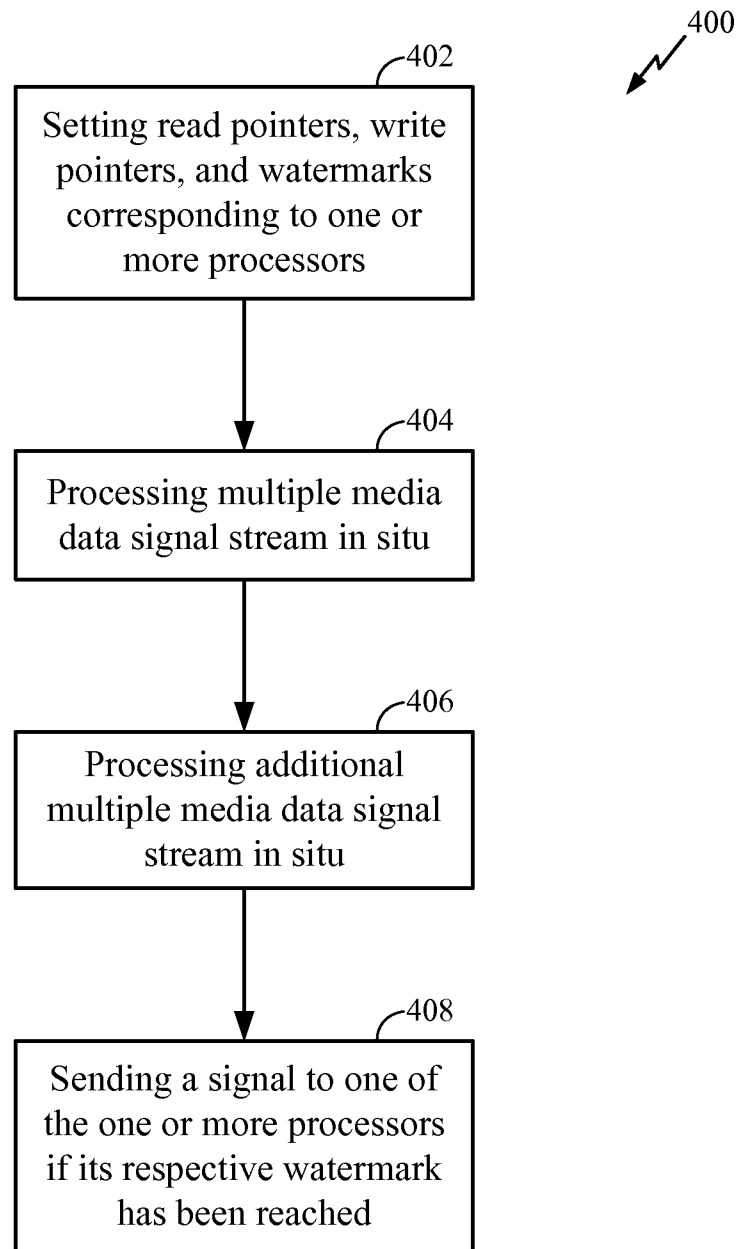 400
402
Setting read pointers, write
pointers, and watermarks
corresponding to one or
more processors
404
Processing multiple media
data signal stream in situ
406
Processing additional
multiple media data signal
stream in situ
408
Sending a signal to one of
the one or more processors
if its respective watermark
has been reached